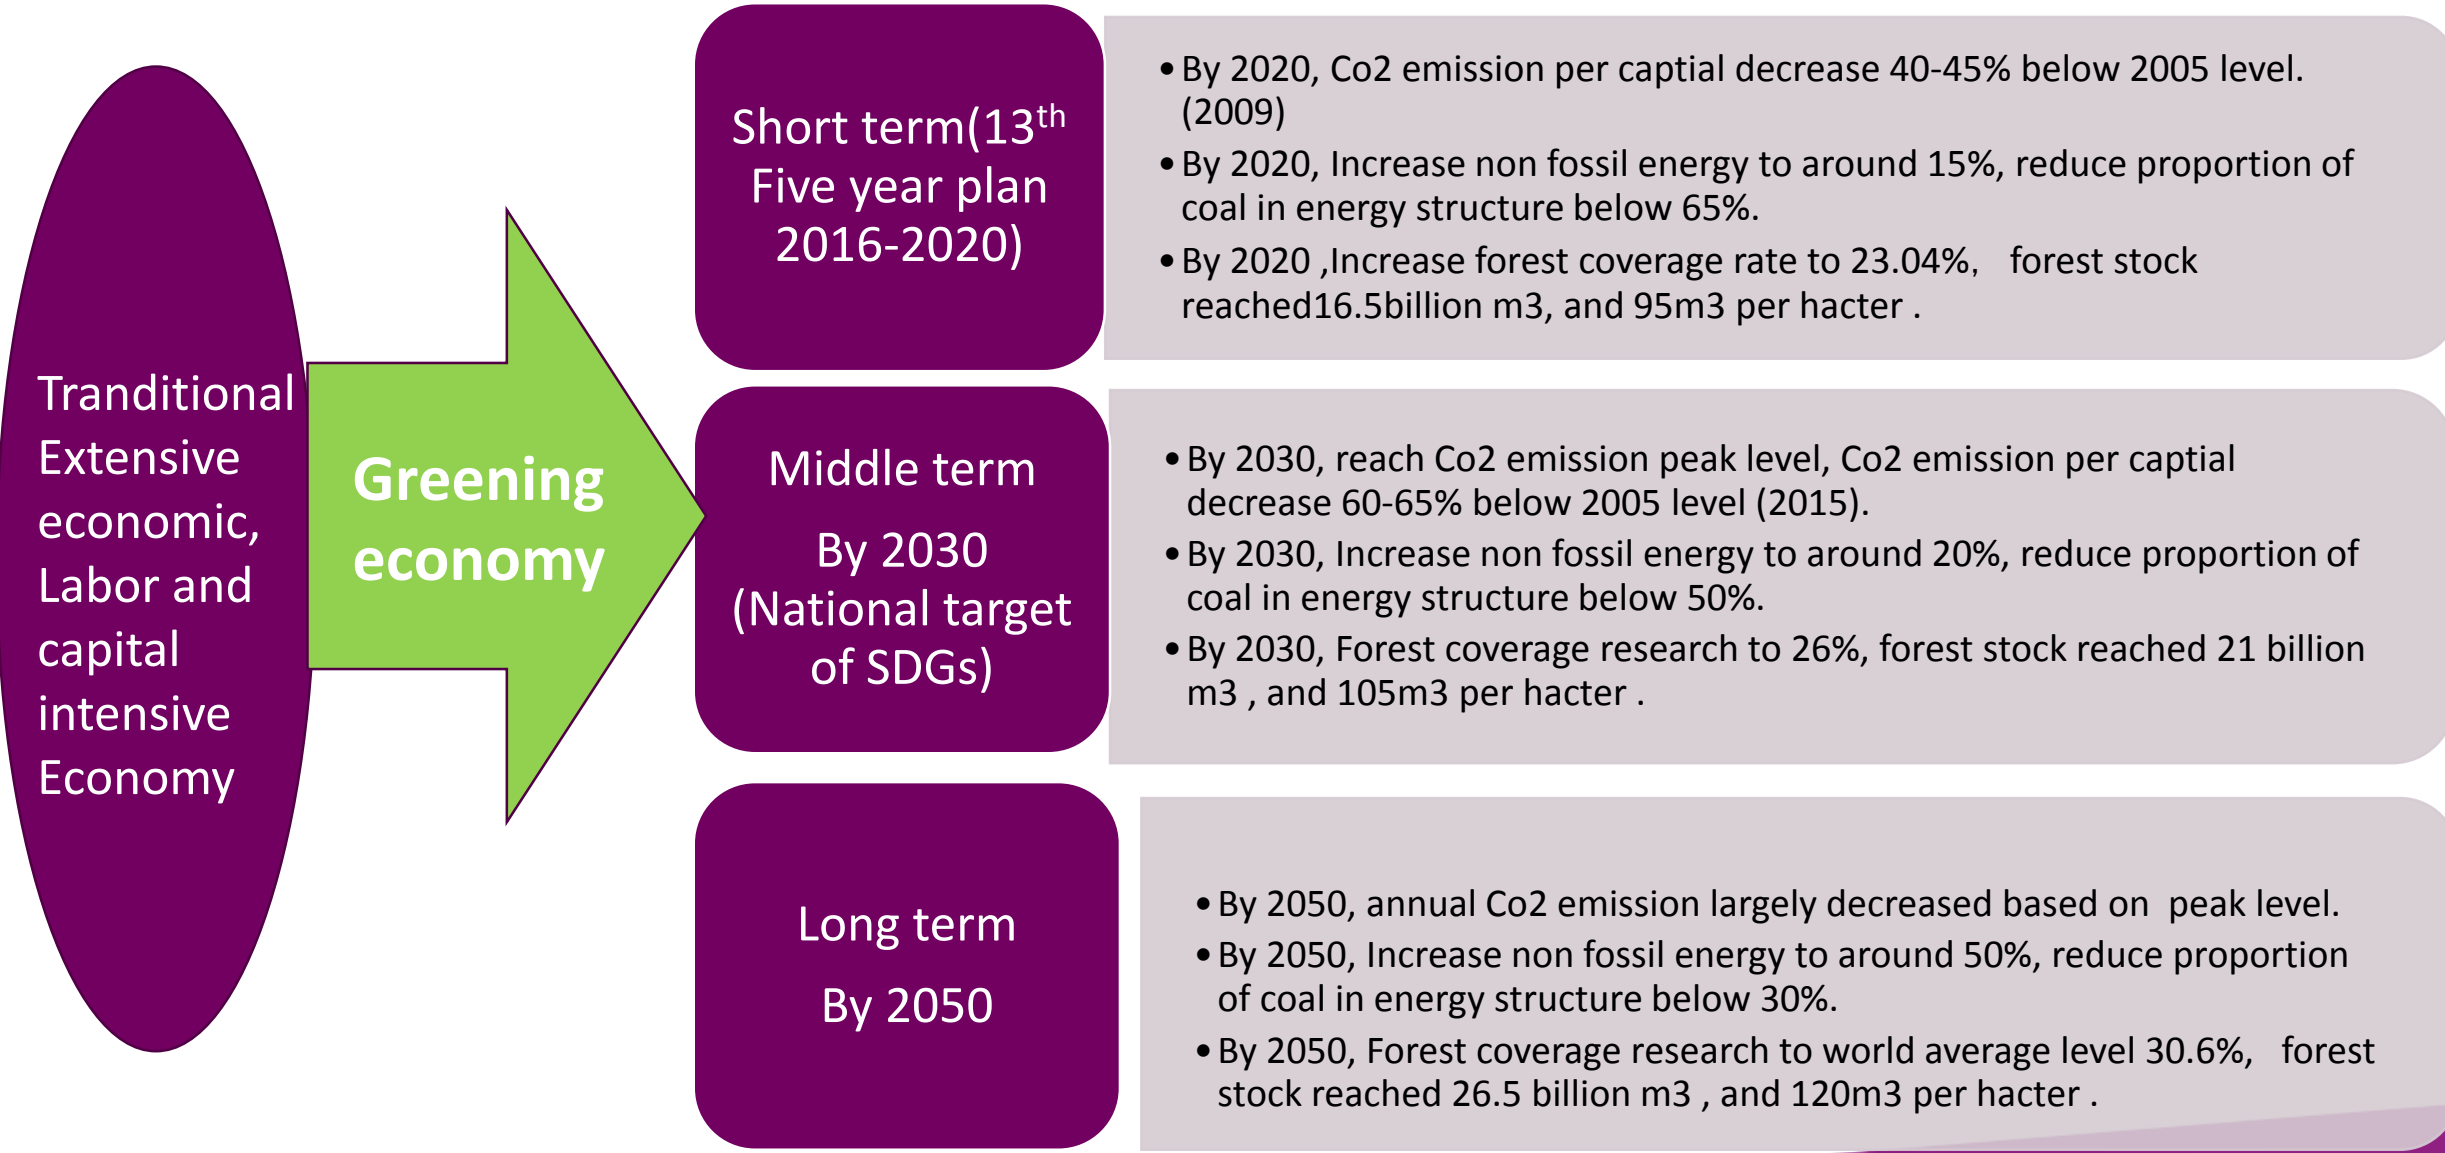 Tranditional
Extensive
economic,
Labor and
capital
intensive
Economy
Greening
economy
Short term(13th
Five year plan
2016-2020)
•By 2020, Co2 emission per captial decrease 40-45% below 2005 level.
(2009)
•By 2020, Increase non fossil energy to around 15%, reduce proportion of
coal in energy structure below 65%.
•By 2020 ,Increase forest coverage rate to 23.04%, forest stock
reached16.5billion m3, and 95m3 per hacter .
Middle term
By 2030
(National target
of SDGs)
•By 2030, reach Co2 emission peak level, Co2 emission per captial
decrease 60-65% below 2005 level (2015).
•By 2030, Increase non fossil energy to around 20%, reduce proportion of
coal in energy structure below 50%.
•By 2030, Forest coverage research to 26%, forest stock reached 21 billion
m3 , and 105m3 per hacter .
Long term
By 2050
•By 2050, annual Co2 emission largely decreased based on peak level.
•By 2050, Increase non fossil energy to around 50%, reduce proportion
of coal in energy structure below 30%.
•By 2050, Forest coverage research to world average level 30.6%, forest
stock reached 26.5 billion m3 , and 120m3 per hacter .